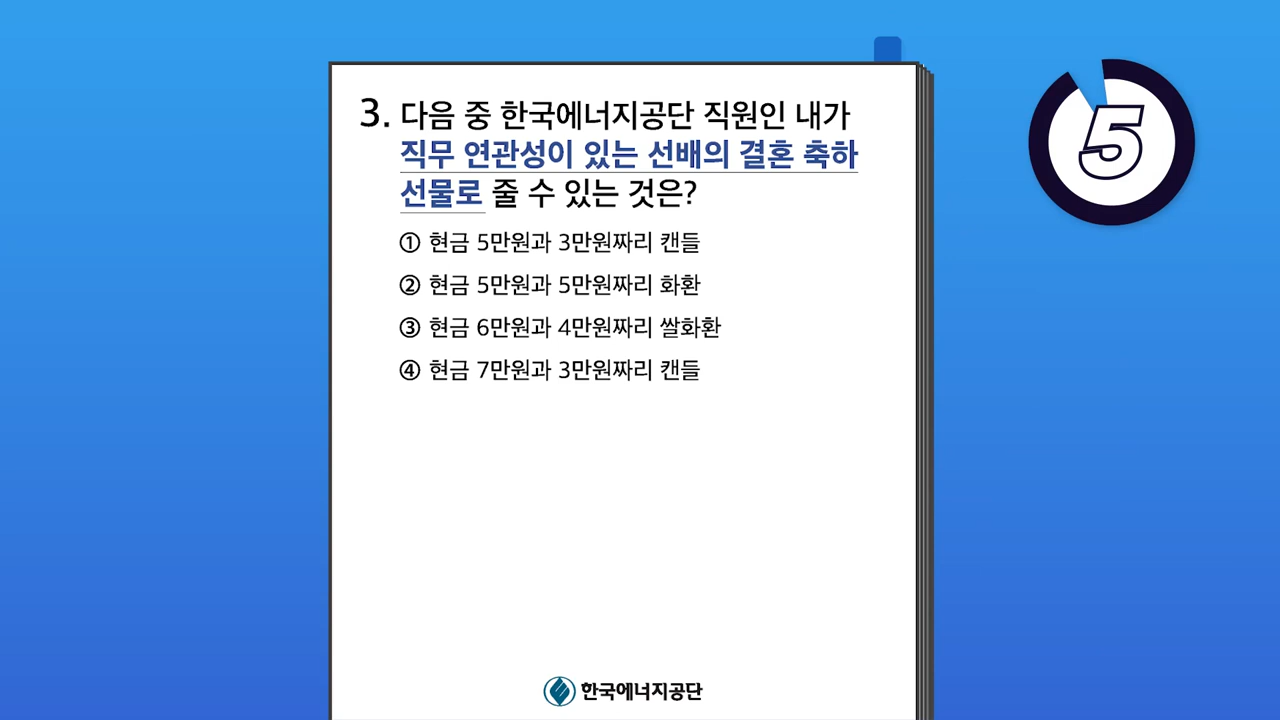 3. 다음 중 한국에너지공단 직원인 내가
직무 연관성이 있는 선배의 결혼 축하
선물로 줄 수 있는 것은?
① 현금 5만원과 3만원짜리 캔들
② 현금 5만원과 5만원짜리 화환
③ 현금 6만원과 4만원짜리 쌀화환
④ 현금 7만원과 3만원짜리 캔들
5
한국에너지공단